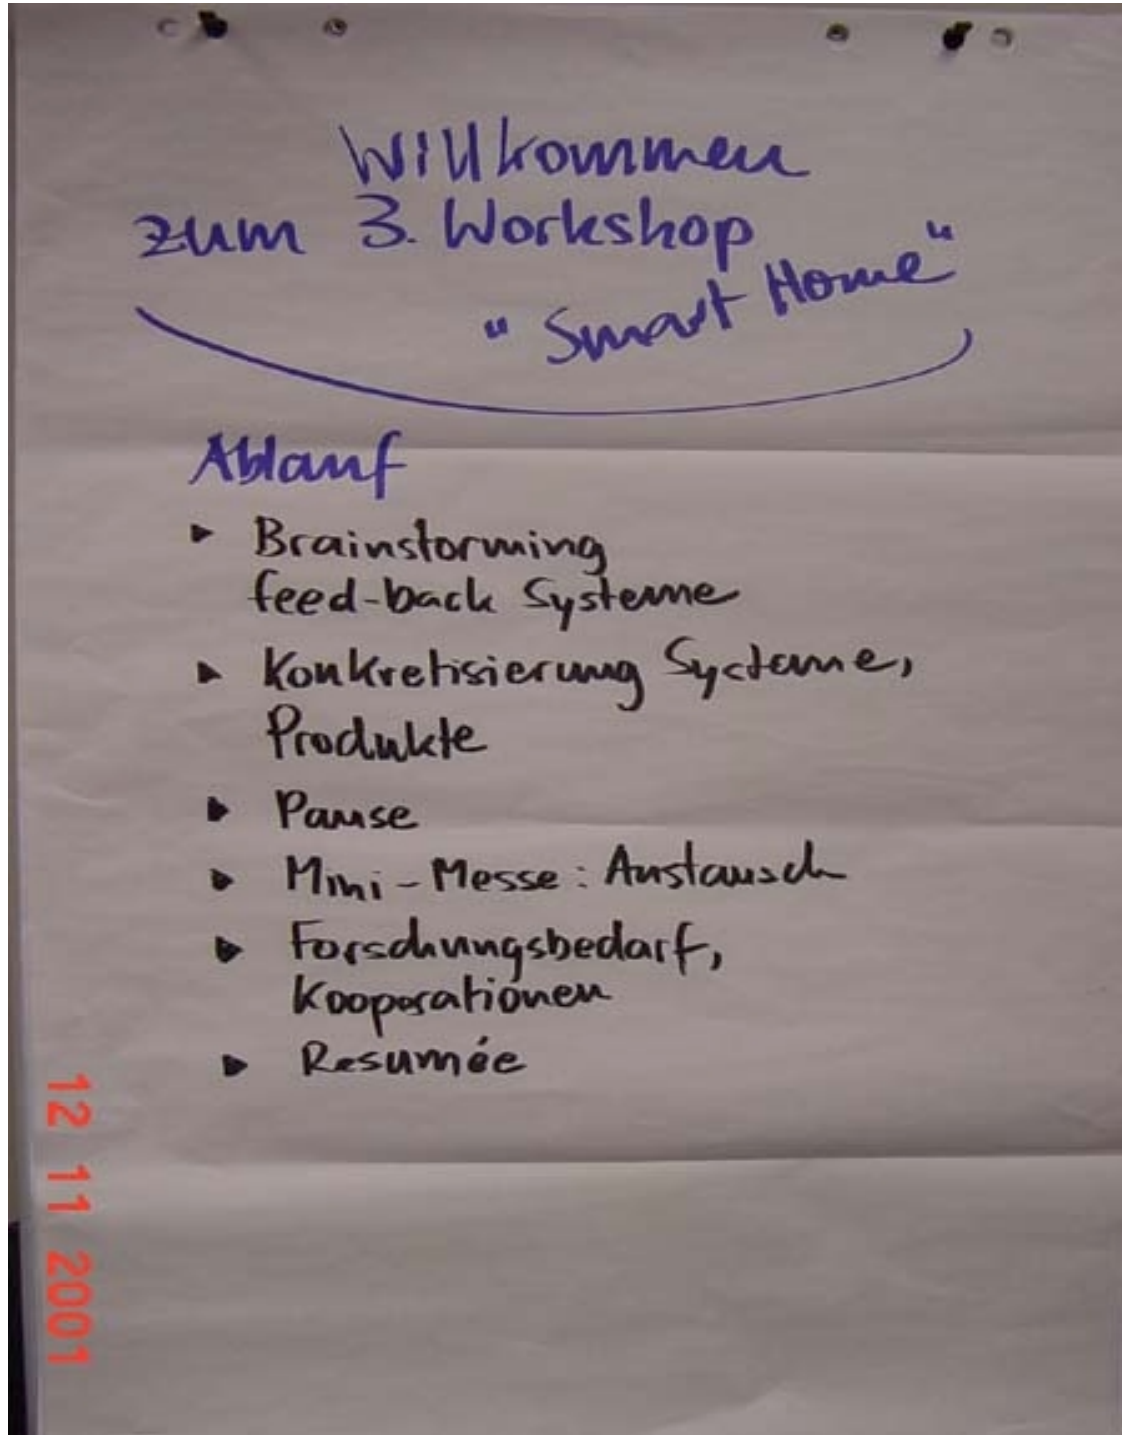 Willkommen
zum 3. Workshop
"Smart Home"
Ablauf
▸ Brainstorming
feed-back Systeme
▸ Konkretisierung Systeme,
Produkte
▸ Pause
▸ Mini-Messe: Austausch
▸ Forschungsbedarf,
Kooperationen
▸ Resumée
12 11 2001